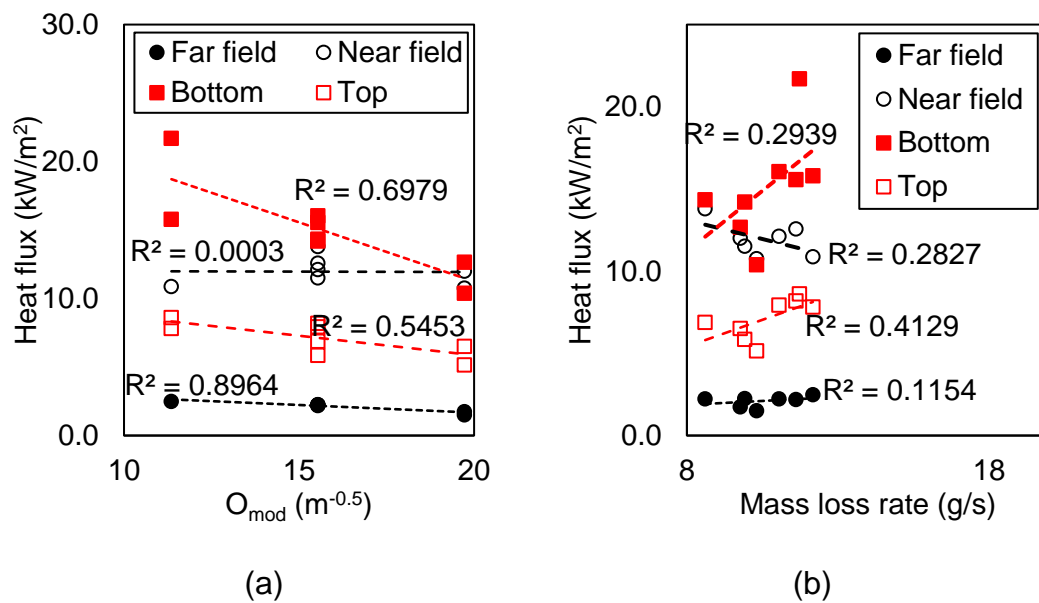 30.0
20.0
10.0
0.0
Heat flux (kW/m²)
Far field
Near field
Bottom
Top
R² = 0.6979
R² = 0.0003
R² = 0.5453
R² = 0.8964
10
15
20
Omod (m-0.5)
(a)
20.0
10.0
0.0
Heat flux (kW/m²)
Far field
Near field
Bottom
Top
R² = 0.2939
R² = 0.2827
R² = 0.4129
R² = 0.1154
8
18
Mass loss rate (g/s)
(b)